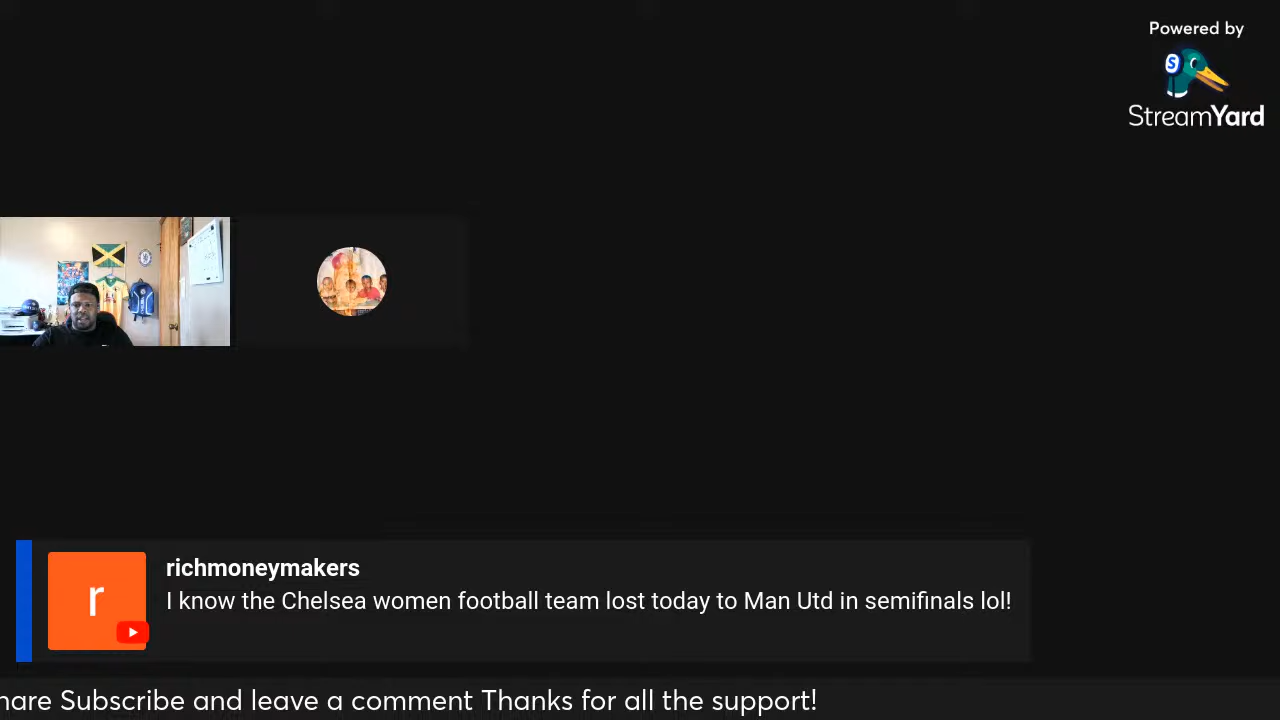 Powered by
S
StreamYard
r
richmoneymakers
I know the Chelsea women football team lost today to Man Utd in semifinals lol!
hare Subscribe and leave a comment Thanks for all the support!